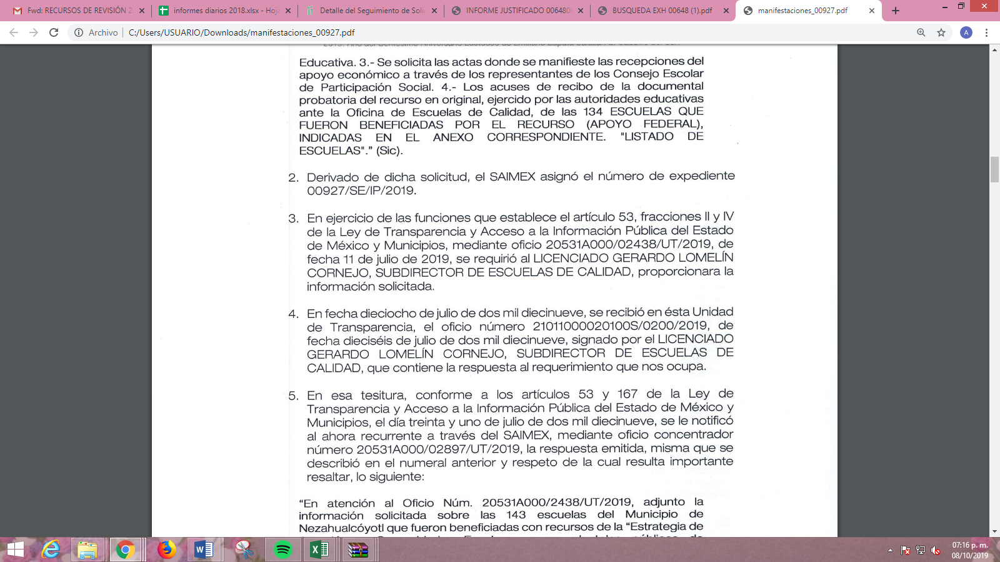 Fwd: RECURSOS DE REVISIÓN 2
informes diarios 2018.xlsx - Hoja
Detalle del Seguimiento de Solic
INFORME JUSTIFICADO 006480
BUSQUEDA EXH 00648 (1).pdf
manifestaciones_00927.pdf
Archivo
C:/Users/USUARIO/Downloads/manifestaciones_00927.pdf
A
Educativa. 3.- Se solicita las actas donde se manifieste las recepciones del
apoyo económico a través de los representantes de los Consejo Escolar
de Participación Social. 4.- Los acuses de recibo de la documental
probatoria del recurso en original, ejercido por las autoridades educativas
ante la Oficina de Escuelas de Calidad, de las 134 ESCUELAS QUE
FUERON BENEFICIADAS POR EL RECURSO (APOYO FEDERAL),
INDICADAS EN EL ANEXO CORRESPONDIENTE. "LISTADO DE
ESCUELAS".” (Sic).
2. Derivado de dicha solicitud, el SAIMEX asignó el número de expediente
00927/SE/IP/2019.
3. En ejercicio de las funciones que establece el artículo 53, fracciones II y IV
de la Ley de Transparencia y Acceso a la Información Pública del Estado
de México y Municipios, mediante oficio 20531A000/02438/UT/2019, de
fecha 11 de julio de 2019, se requirió al LICENCIADO GERARDO LOMELÍN
CORNEJO, SUBDIRECTOR DE ESCUELAS DE CALIDAD, proporcionara la
información solicitada.
4. En fecha dieciocho de julio de dos mil diecinueve, se recibió en ésta Unidad
de Transparencia, el oficio número 21011000020100S/0200/2019, de
fecha dieciséis de julio de dos mil diecinueve, signado por el LICENCIADO
GERARDO LOMELÍN CORNEJO, SUBDIRECTOR DE ESCUELAS DE
CALIDAD, que contiene la respuesta al requerimiento que nos ocupa.
5. En esa tesitura, conforme a los artículos 53 y 167 de la Ley de
Transparencia y Acceso a la Información Pública del Estado de México y
Municipios, el día treinta y uno de julio de dos mil diecinueve, se le notificó
al ahora recurrente a través del SAIMEX, mediante oficio concentrador
número 20531A000/02897/UT/2019, la respuesta emitida, misma que se
describió en el numeral anterior y respeto de la cual resulta importante
resaltar, lo siguiente:
“En atención al Oficio Núm. 20531A000/2438/UT/2019, adjunto la
información solicitada sobre las 143 escuelas del Municipio de
Nezahualcóyotl que fueron beneficiadas con recursos de la “Estrategia de
07:16 p. m.
08/10/2019